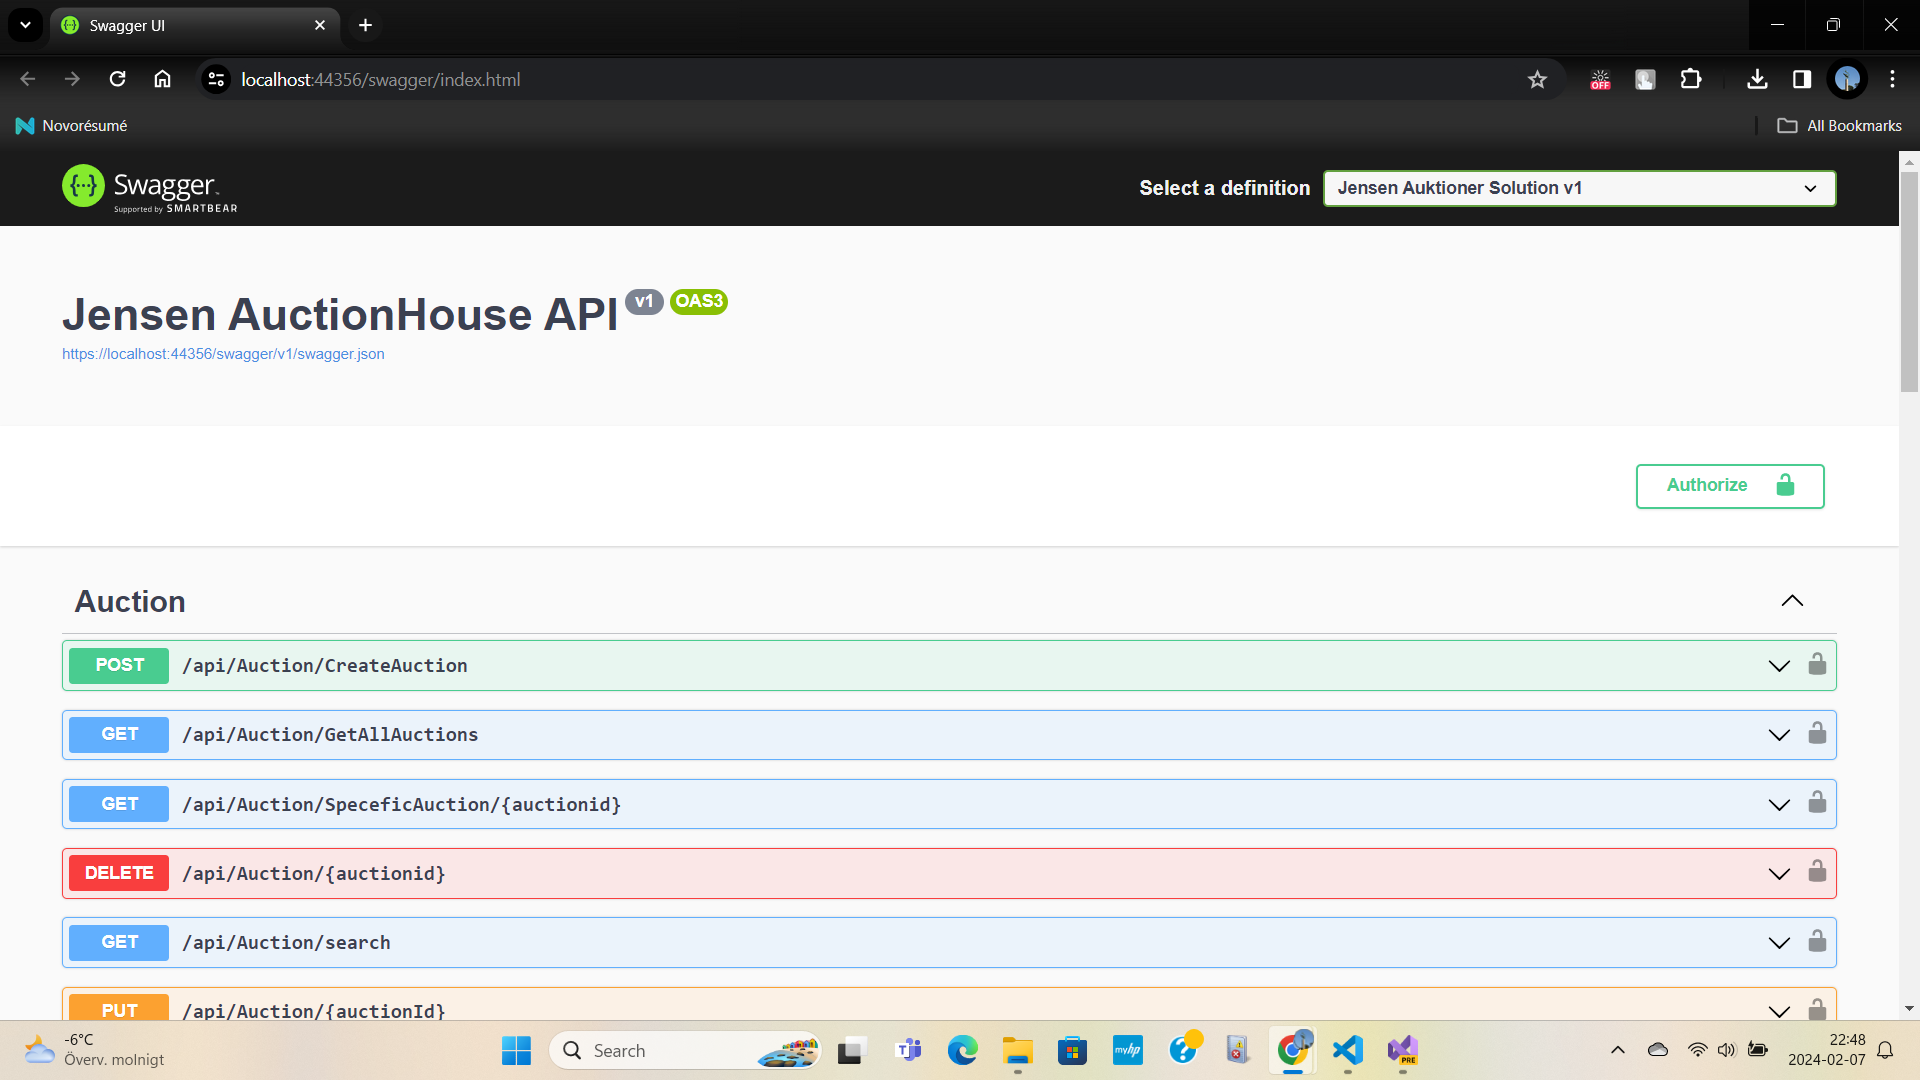 Swagger UI
localhost:44356/swagger/index.html
OFF
Novorésumé
All Bookmarks
Swagger
Supported by SMARTBEAR
Select a definition
Jensen Auktioner Solution v1
Jensen AuctionHouse API v1 OAS3
https://localhost:44356/swagger/v1/swagger.json
Authorize
Auction
POST /api/Auction/CreateAuction
GET /api/Auction/GetAllAuctions
GET /api/Auction/SpeceficAuction/{auctionid}
DELETE /api/Auction/{auctionid}
GET /api/Auction/search
PUT /api/Auction/{auctionId}
-6°C
Överv. molnigt
Search
myhp
PRE
22:48
2024-02-07